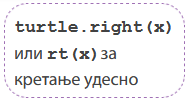 turtle.right(x)
или rt(x) за
кретање удесно